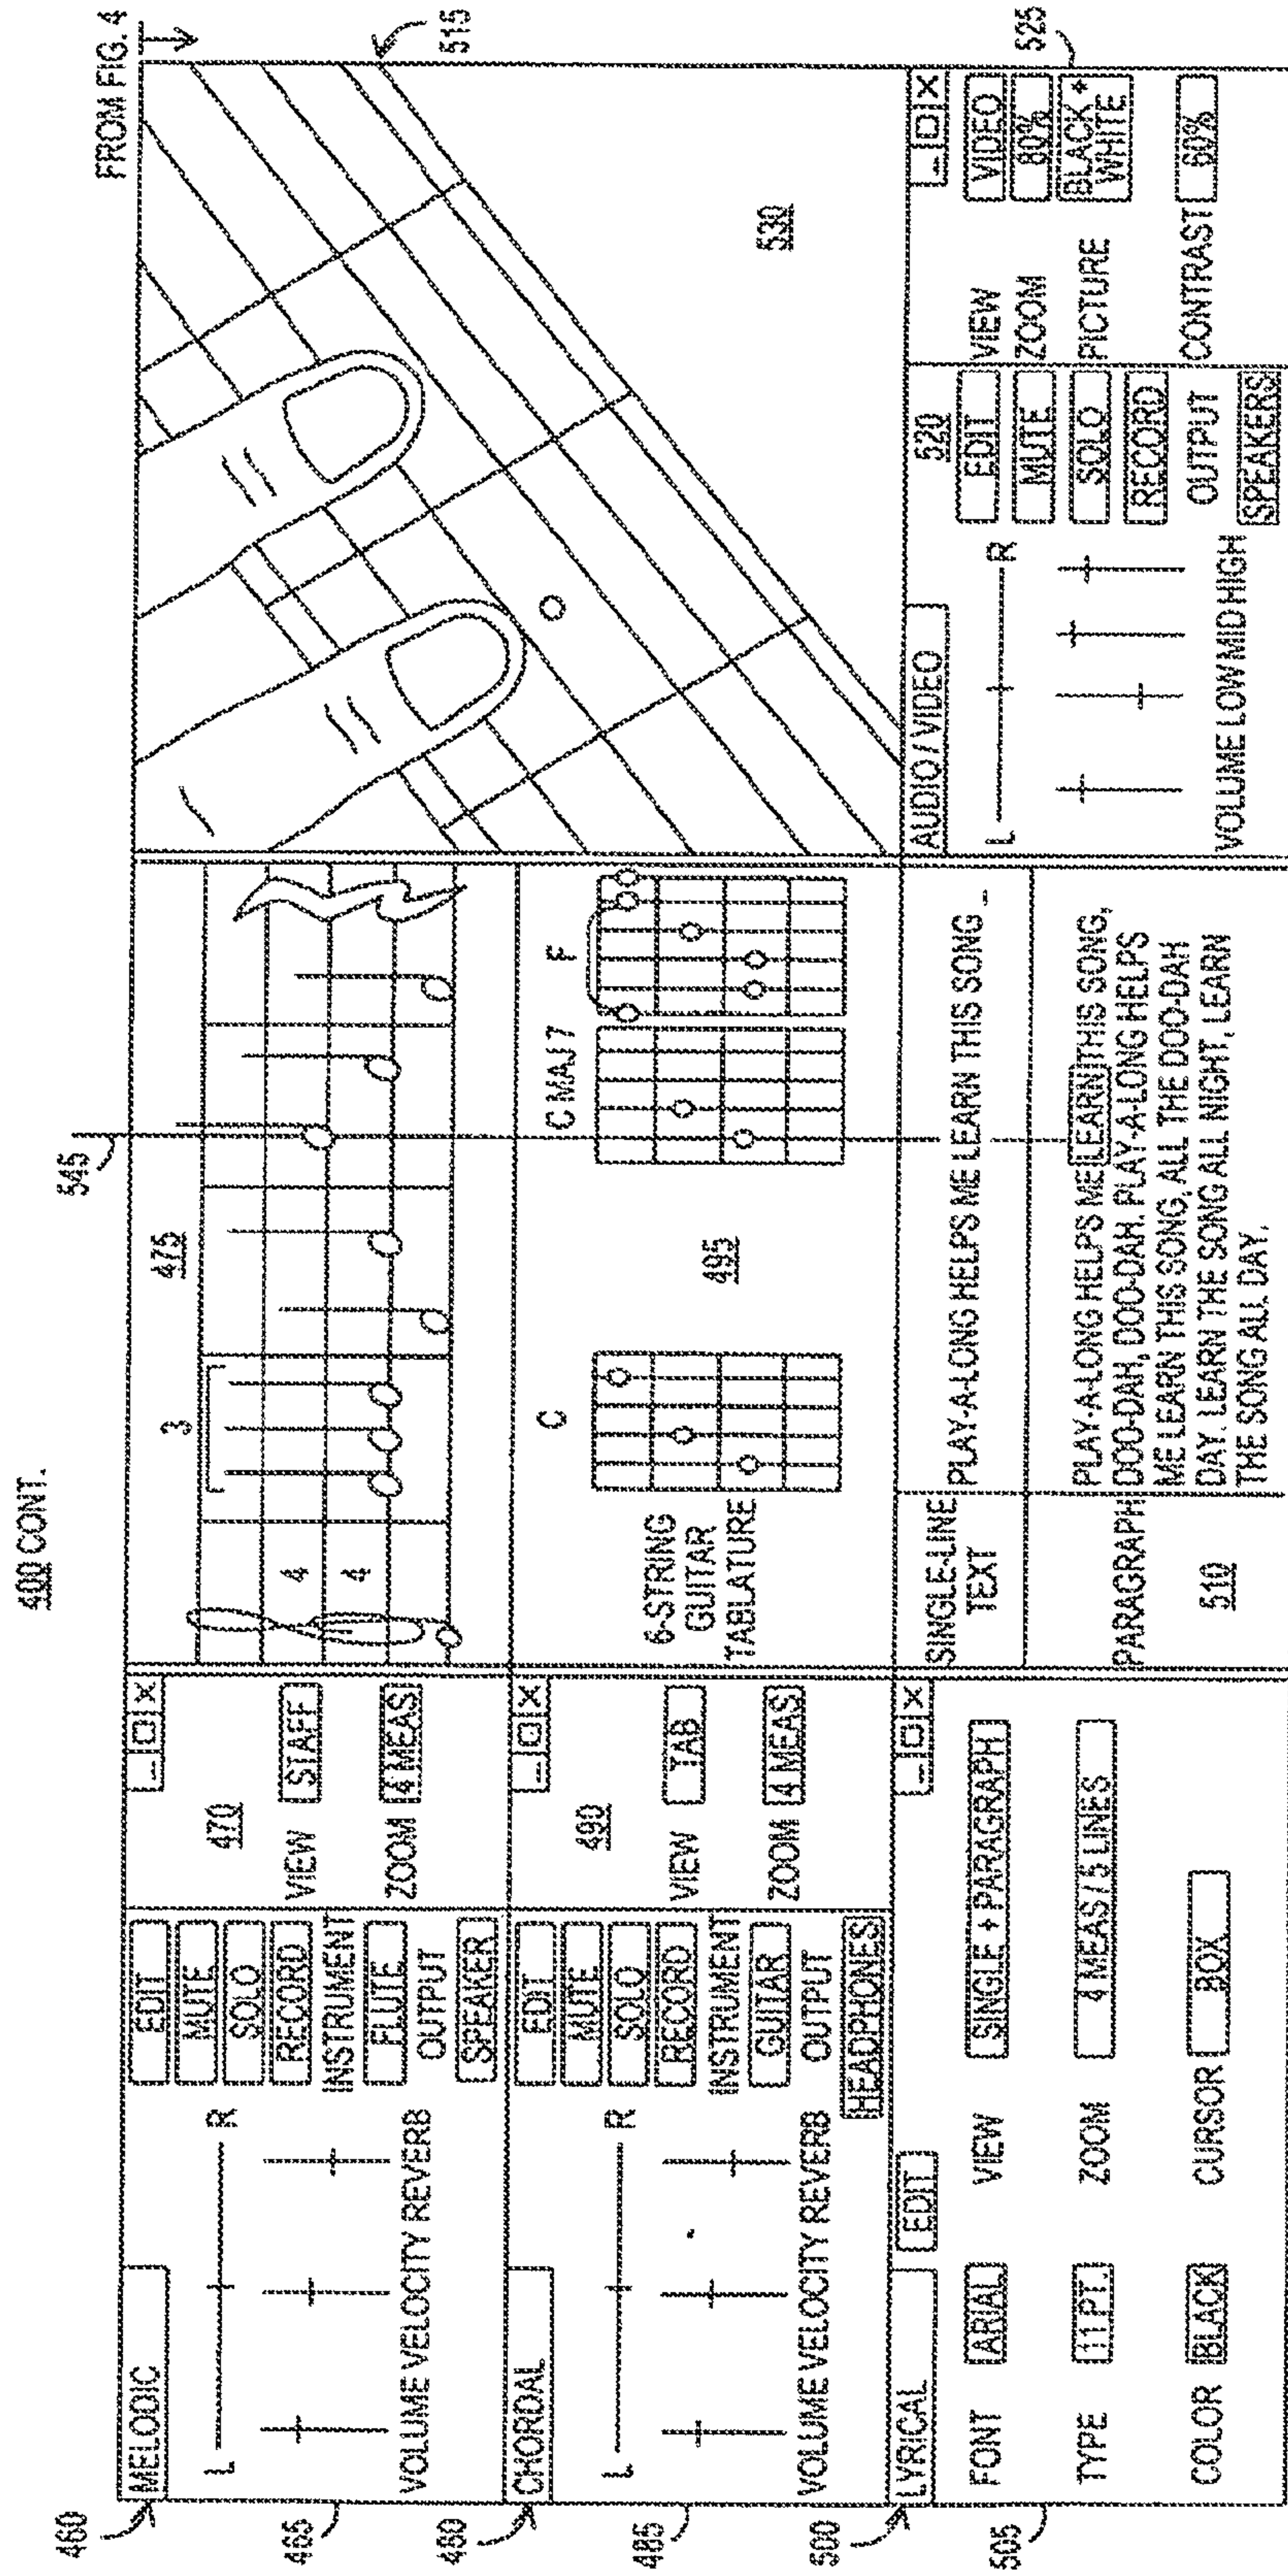 400 CONT.
FROM FIG. 4
460
MELODIC
L R
VOLUME VELOCITY REVERB
465
EDIT
MUTE
SOLO
RECORD
INSTRUMENT
FLUTE
OUTPUT
SPEAKER
470
VIEW STAFF
ZOOM 4 MEAS
475
545
3
4
4
480
CHORDAL
L R
VOLUME VELOCITY REVERB
485
EDIT
MUTE
SOLO
RECORD
INSTRUMENT
GUITAR
OUTPUT
HEADPHONES
490
VIEW TAB
ZOOM 4 MEAS
6-STRING
GUITAR
TABLATURE
C
C MAJ 7
F
495
500
LYRICAL
EDIT
FONT ARIAL VIEW SINGLE + PARAGRAPH
TYPE 11 PT. ZOOM 4 MEAS / 5 LINES
COLOR BLACK CURSOR BOX
505
SINGLE-LINE
TEXT
PLAY-A-LONG HELPS ME LEARN THIS SONG _
PARAGRAPH
510
PLAY-A-LONG HELPS ME LEARN THIS SONG,
DOO-DAH, DOO-DAH. PLAY-A-LONG HELPS
ME LEARN THIS SONG, ALL THE DOO-DAH
DAY. LEARN THE SONG ALL NIGHT, LEARN
THE SONG ALL DAY.
515
530
AUDIO / VIDEO
L R
VOLUME LOW MID HIGH
520
EDIT
MUTE
SOLO
RECORD
OUTPUT
SPEAKERS
VIEW VIDEO
ZOOM 80%
PICTURE BLACK +
WHITE
CONTRAST 60%
525